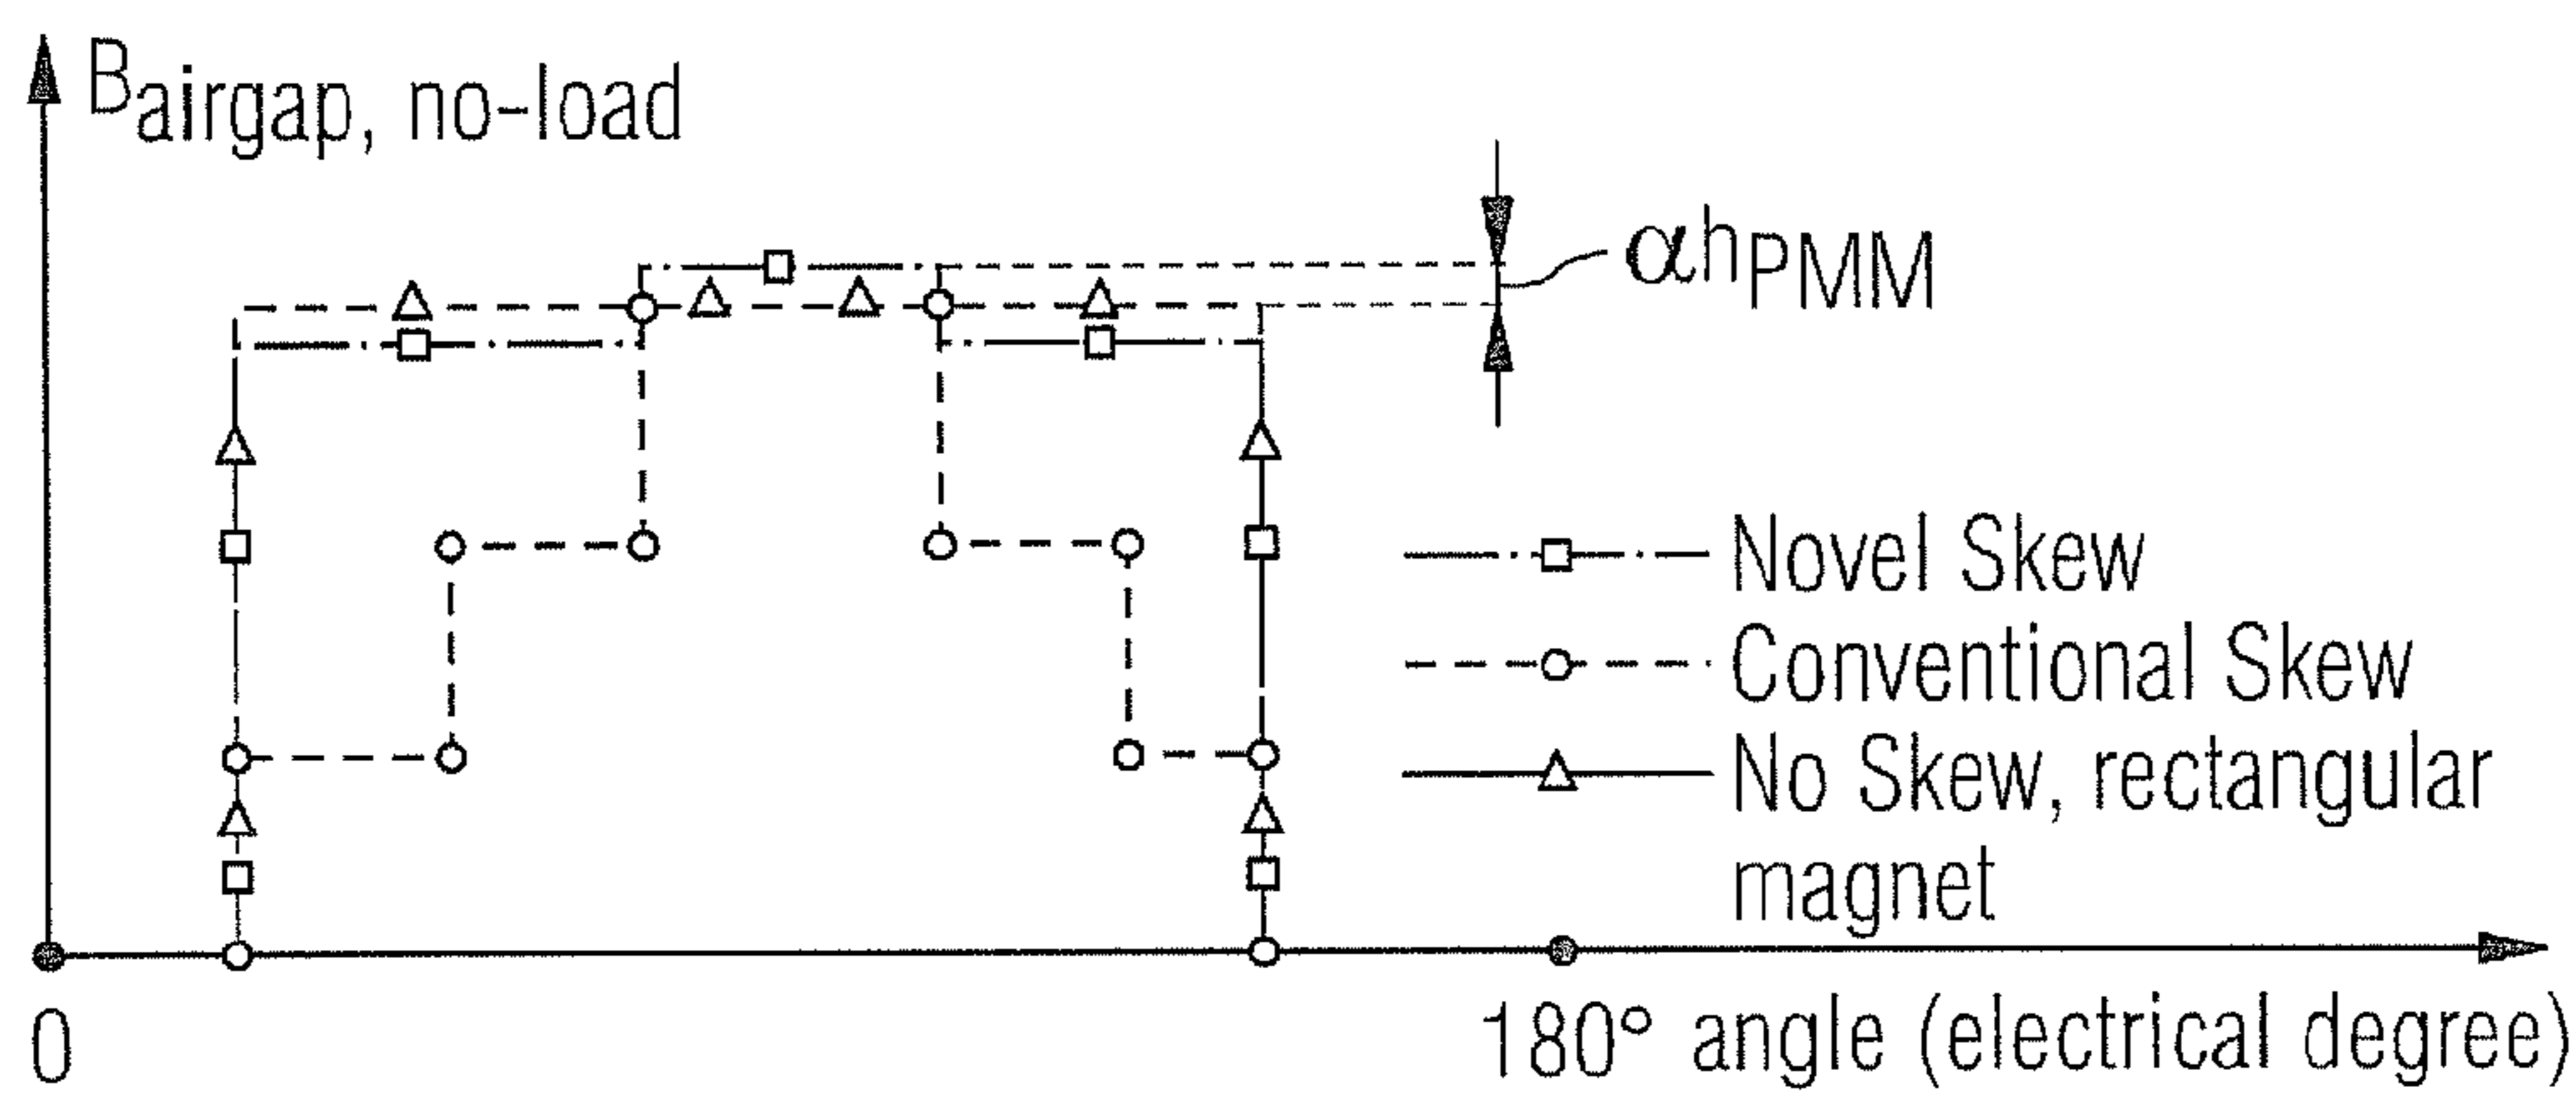 Bairgap, no-load
αhPMM
Novel Skew
Conventional Skew
No Skew, rectangular
magnet
0
180° angle (electrical degree)